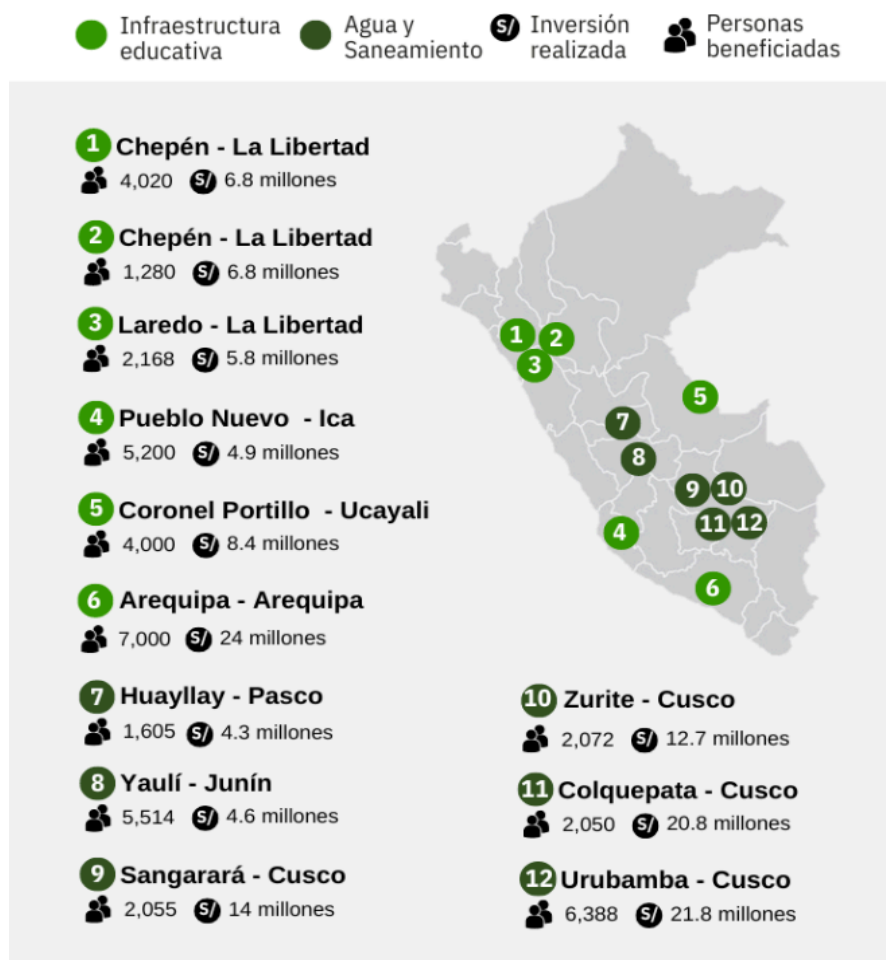 Infraestructura
educativa
Agua y
Saneamiento
S/ Inversión
realizada
Personas
beneficiadas
1 Chepén - La Libertad
4,020 S/ 6.8 millones
2 Chepén - La Libertad
1,280 S/ 6.8 millones
3 Laredo - La Libertad
2,168 S/ 5.8 millones
4 Pueblo Nuevo - Ica
5,200 S/ 4.9 millones
5 Coronel Portillo - Ucayali
4,000 S/ 8.4 millones
6 Arequipa - Arequipa
7,000 S/ 24 millones
7 Huayllay - Pasco
1,605 S/ 4.3 millones
8 Yaulí - Junín
5,514 S/ 4.6 millones
9 Sangarará - Cusco
2,055 S/ 14 millones
10 Zurite - Cusco
2,072 S/ 12.7 millones
11 Colquepata - Cusco
2,050 S/ 20.8 millones
12 Urubamba - Cusco
6,388 S/ 21.8 millones
1 2
3
5
7
8
9 10
11 12
4
6